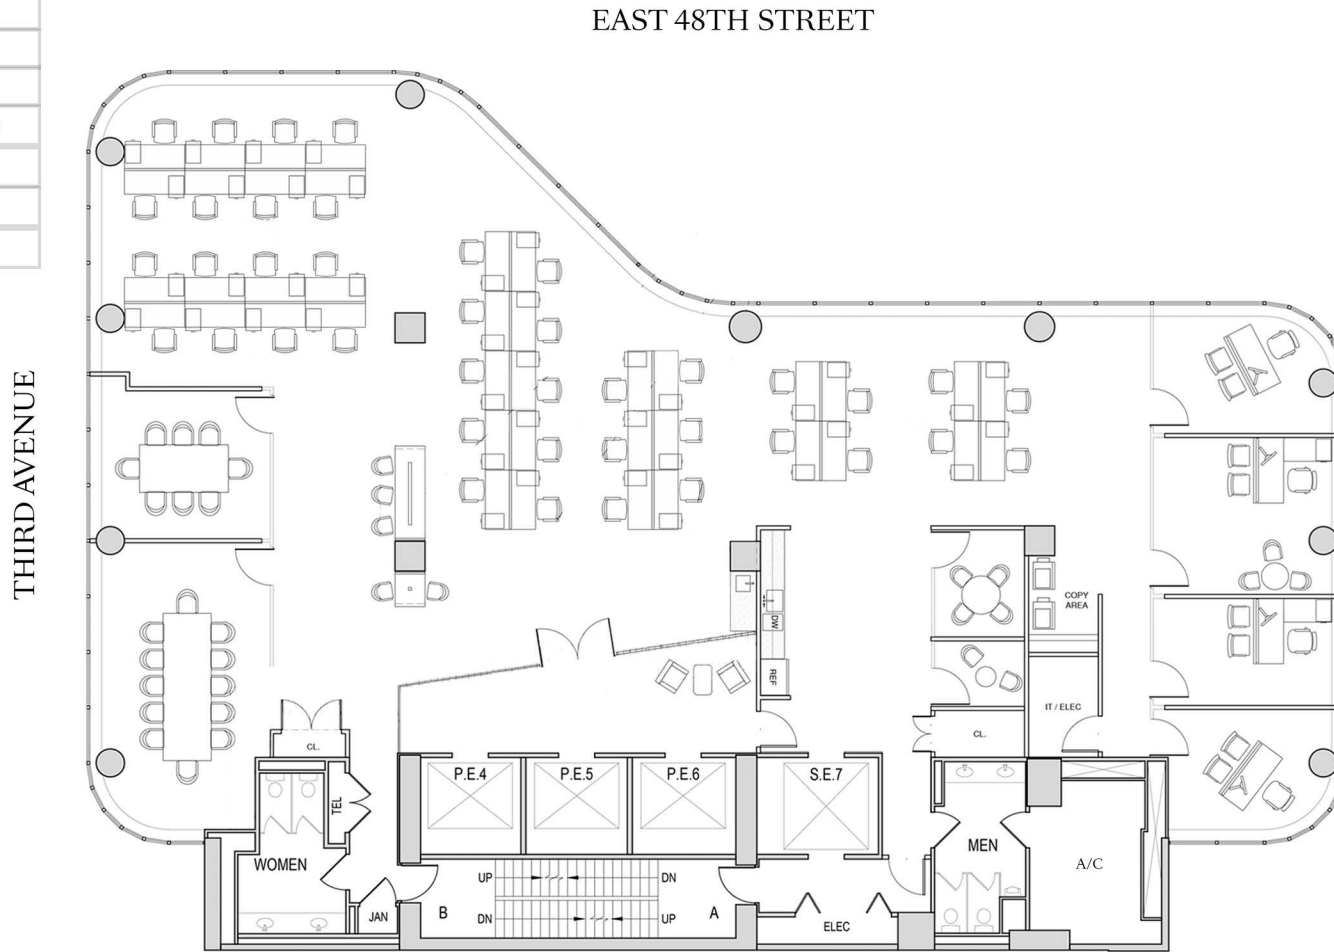 EAST 48TH STREET
THIRD AVENUE
DW
REF
COPY
AREA
IT / ELEC
CL.
CL.
TEL
P.E.4
P.E.5
P.E.6
S.E.7
WOMEN
MEN
A/C
UP
DN
DN
UP
B
A
JAN
ELEC